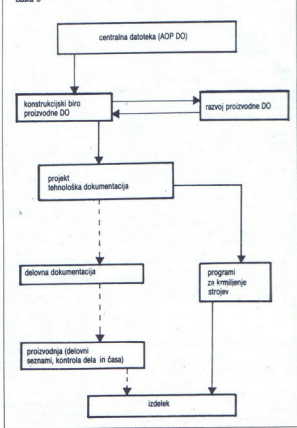 centralna datoteka (AOP DO)
konstrukcijski biro
proizvodne DO
razvoj proizvodne DO
projekt
tehnološka dokumentacija
delovna dokumentacija
programi
za krmiljenje
strojev
proizvodnja (delovni
seznami, kontrola dela in časa)
izdelek